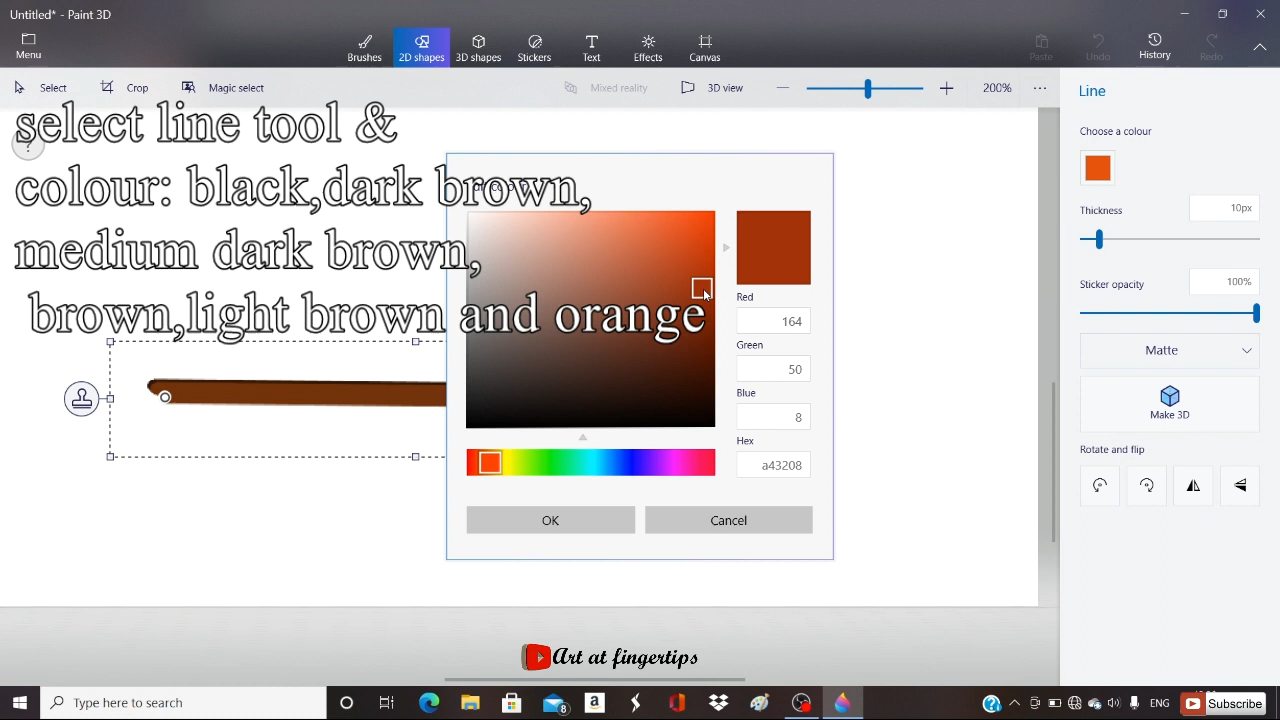 Untitled* - Paint 3D
Menu
Brushes
2D shapes
3D shapes
Stickers
Text
Effects
Canvas
Paste
Undo
History
Redo
Select
Crop
Magic select
Mixed reality
3D view
200%
select line tool &
colour: black,dark brown,
medium dark brown,
brown,light brown and orange
Red
164
Green
50
Blue
8
Hex
a43208
OK
Cancel
Line
Choose a colour
Thickness
10px
Sticker opacity
100%
Matte
Make 3D
Rotate and flip
Art at fingertips
Type here to search
8
a
ENG
Subscribe